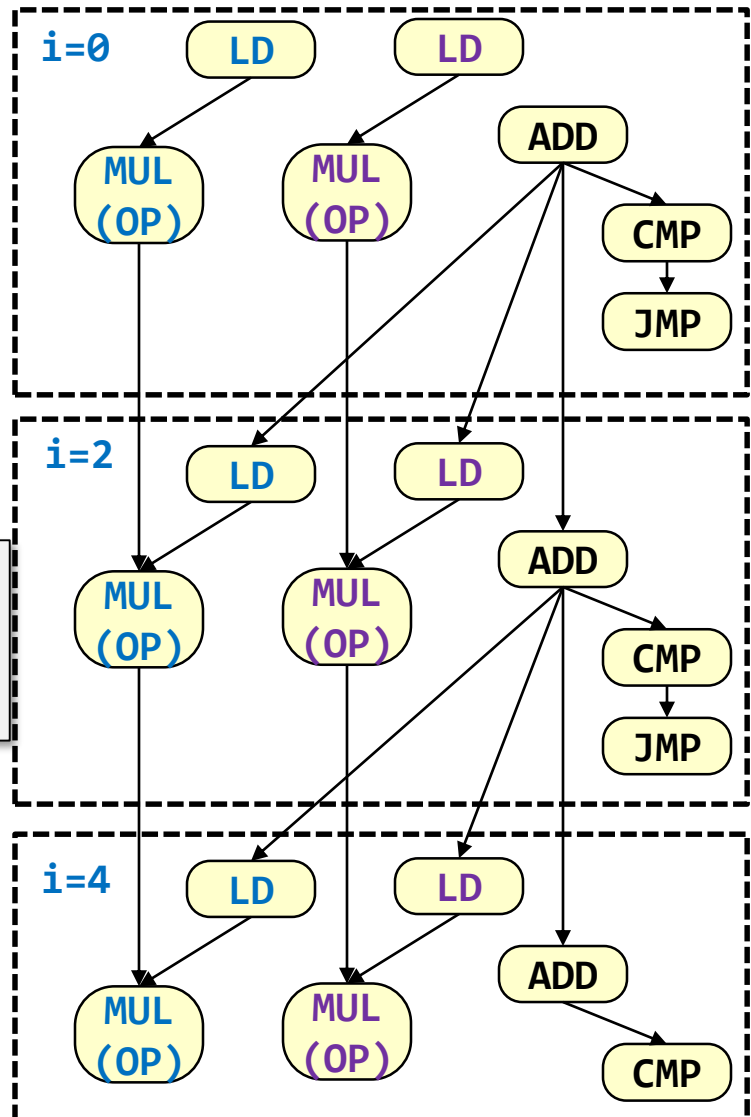 i=0
LD
LD
ADD
MUL
(OP)
MUL
(OP)
CMP
JMP
i=2
LD
LD
ADD
MUL
(OP)
MUL
(OP)
CMP
JMP
i=4
LD
LD
ADD
MUL
(OP)
MUL
(OP)
CMP